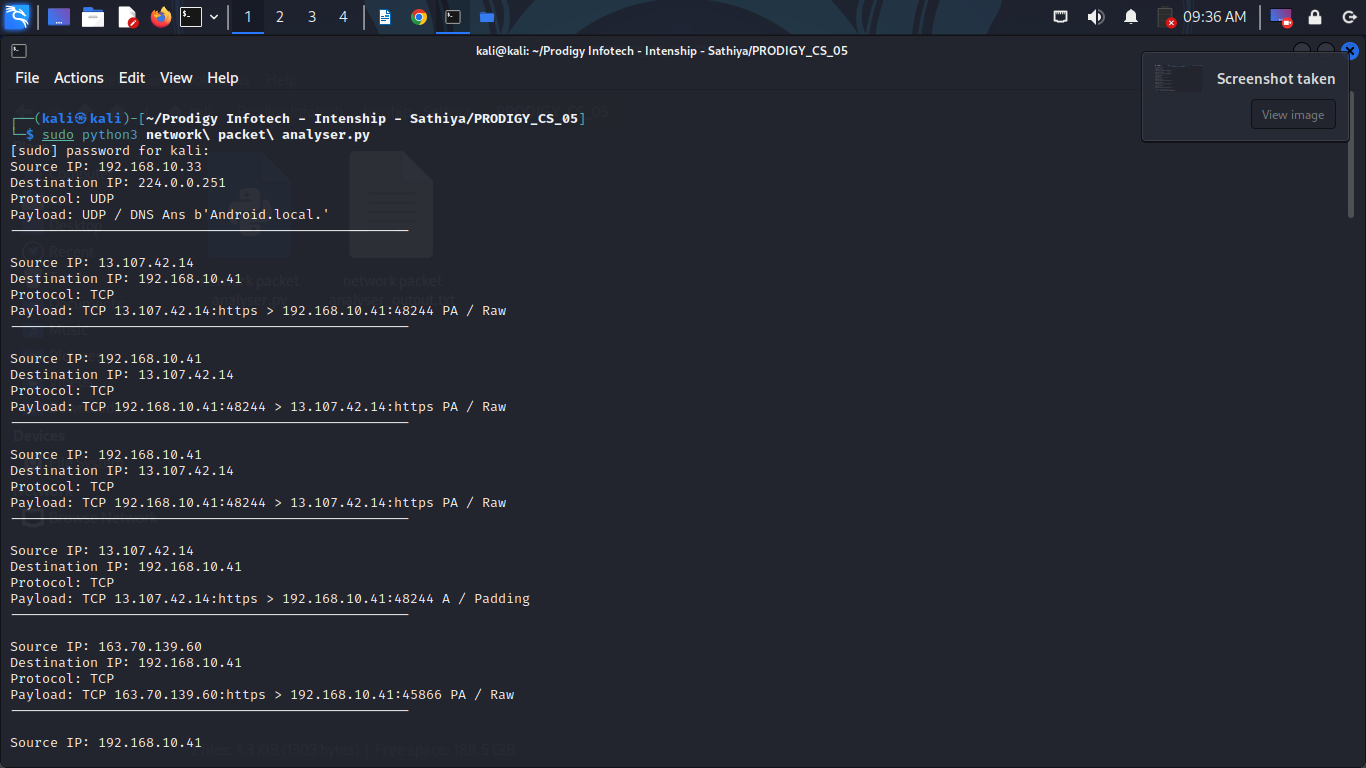 1 2 3 4 09:36 AM
kali@kali: ~/Prodigy Infotech - Intenship - Sathiya/PRODIGY_CS_05
File Actions Edit View Help
Screenshot taken
View image
┌──(kali㉿kali)-[~/Prodigy Infotech - Intenship - Sathiya/PRODIGY_CS_05]
└─$ sudo python3 network\ packet\ analyser.py
[sudo] password for kali:
Source IP: 192.168.10.33
Destination IP: 224.0.0.251
Protocol: UDP
Payload: UDP / DNS Ans b'Android.local.'
Source IP: 13.107.42.14
Destination IP: 192.168.10.41
Protocol: TCP
Payload: TCP 13.107.42.14:https > 192.168.10.41:48244 PA / Raw
Source IP: 192.168.10.41
Destination IP: 13.107.42.14
Protocol: TCP
Payload: TCP 192.168.10.41:48244 > 13.107.42.14:https PA / Raw
Devices
Source IP: 192.168.10.41
Destination IP: 13.107.42.14
Protocol: TCP
Payload: TCP 192.168.10.41:48244 > 13.107.42.14:https PA / Raw
Browse Network
Source IP: 13.107.42.14
Destination IP: 192.168.10.41
Protocol: TCP
Payload: TCP 13.107.42.14:https > 192.168.10.41:48244 A / Padding
Source IP: 163.70.139.60
Destination IP: 192.168.10.41
Protocol: TCP
Payload: TCP 163.70.139.60:https > 192.168.10.41:45866 PA / Raw
Source IP: 192.168.10.41